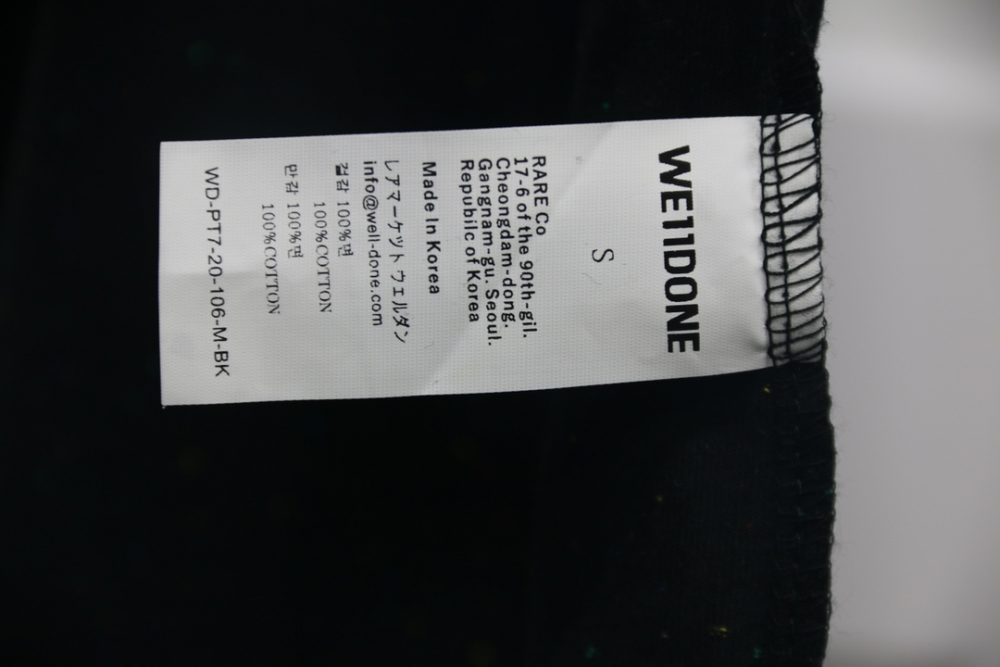 WE11DONE
S
RARE Co
17-6 of the 90th-gil.
Cheongdam-dong.
Gangnam-gu. Seoul.
Republic of Korea
Made In Korea
レアマーケット ウェルダン
info@well-done.com
겉감 100%면
100%COTTON
안감 100%면
100%COTTON
WD-PT7-20-106-M-BK